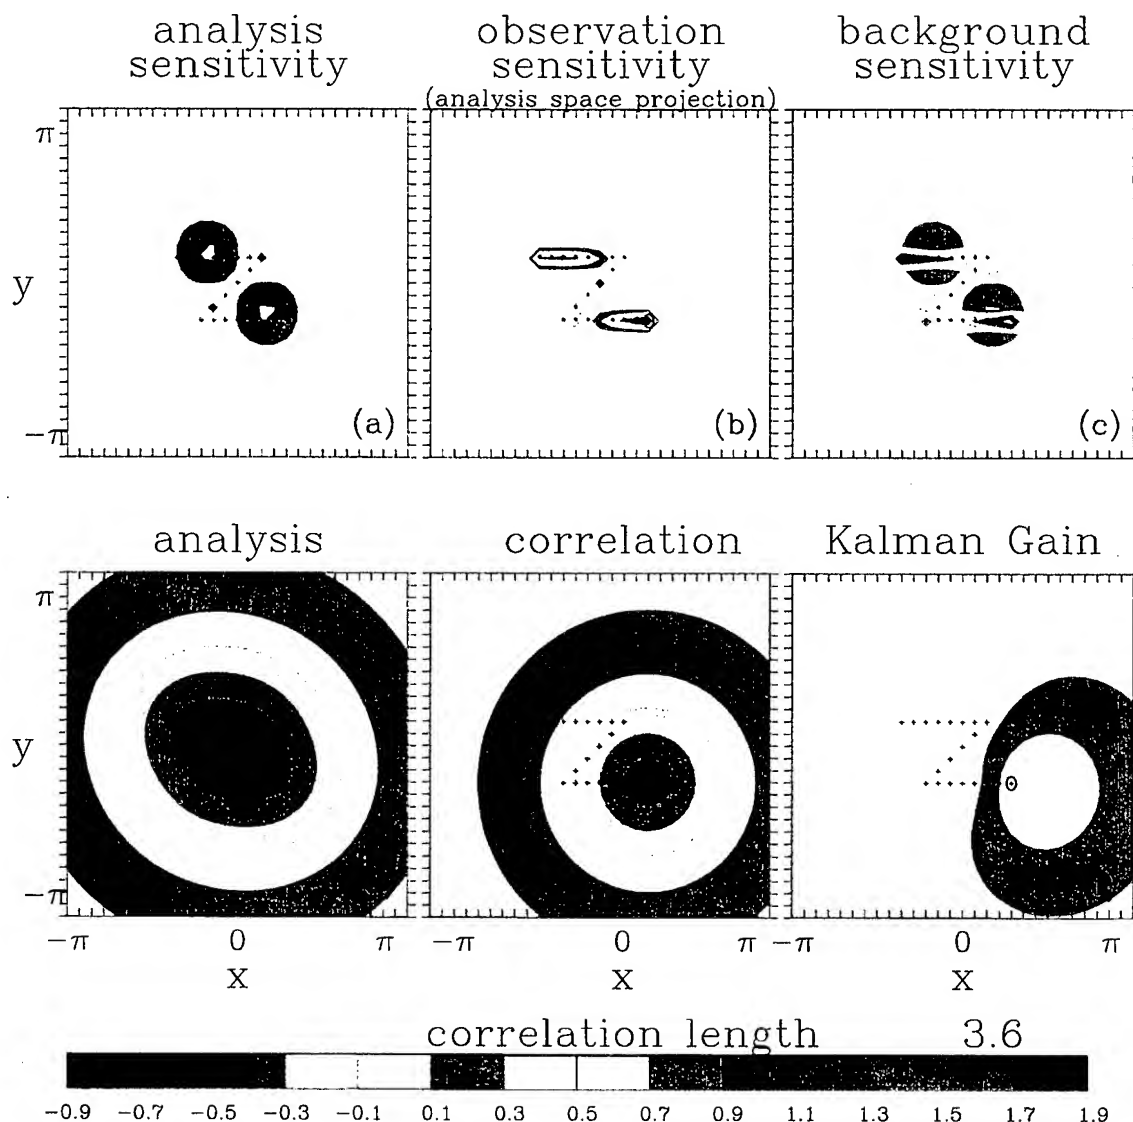 analysis sensitivity
observation sensitivity
(analysis space projection)
background sensitivity
π
y
-π
(a)
(b)
(c)
analysis
correlation
Kalman Gain
π
y
-π
0
-π 0 π
-π 0 π
-π 0 π
x
x
x
correlation length 3.6
-0.9 -0.7 -0.5 -0.3 -0.1 0.1 0.3 0.5 0.7 0.9 1.1 1.3 1.5 1.7 1.9